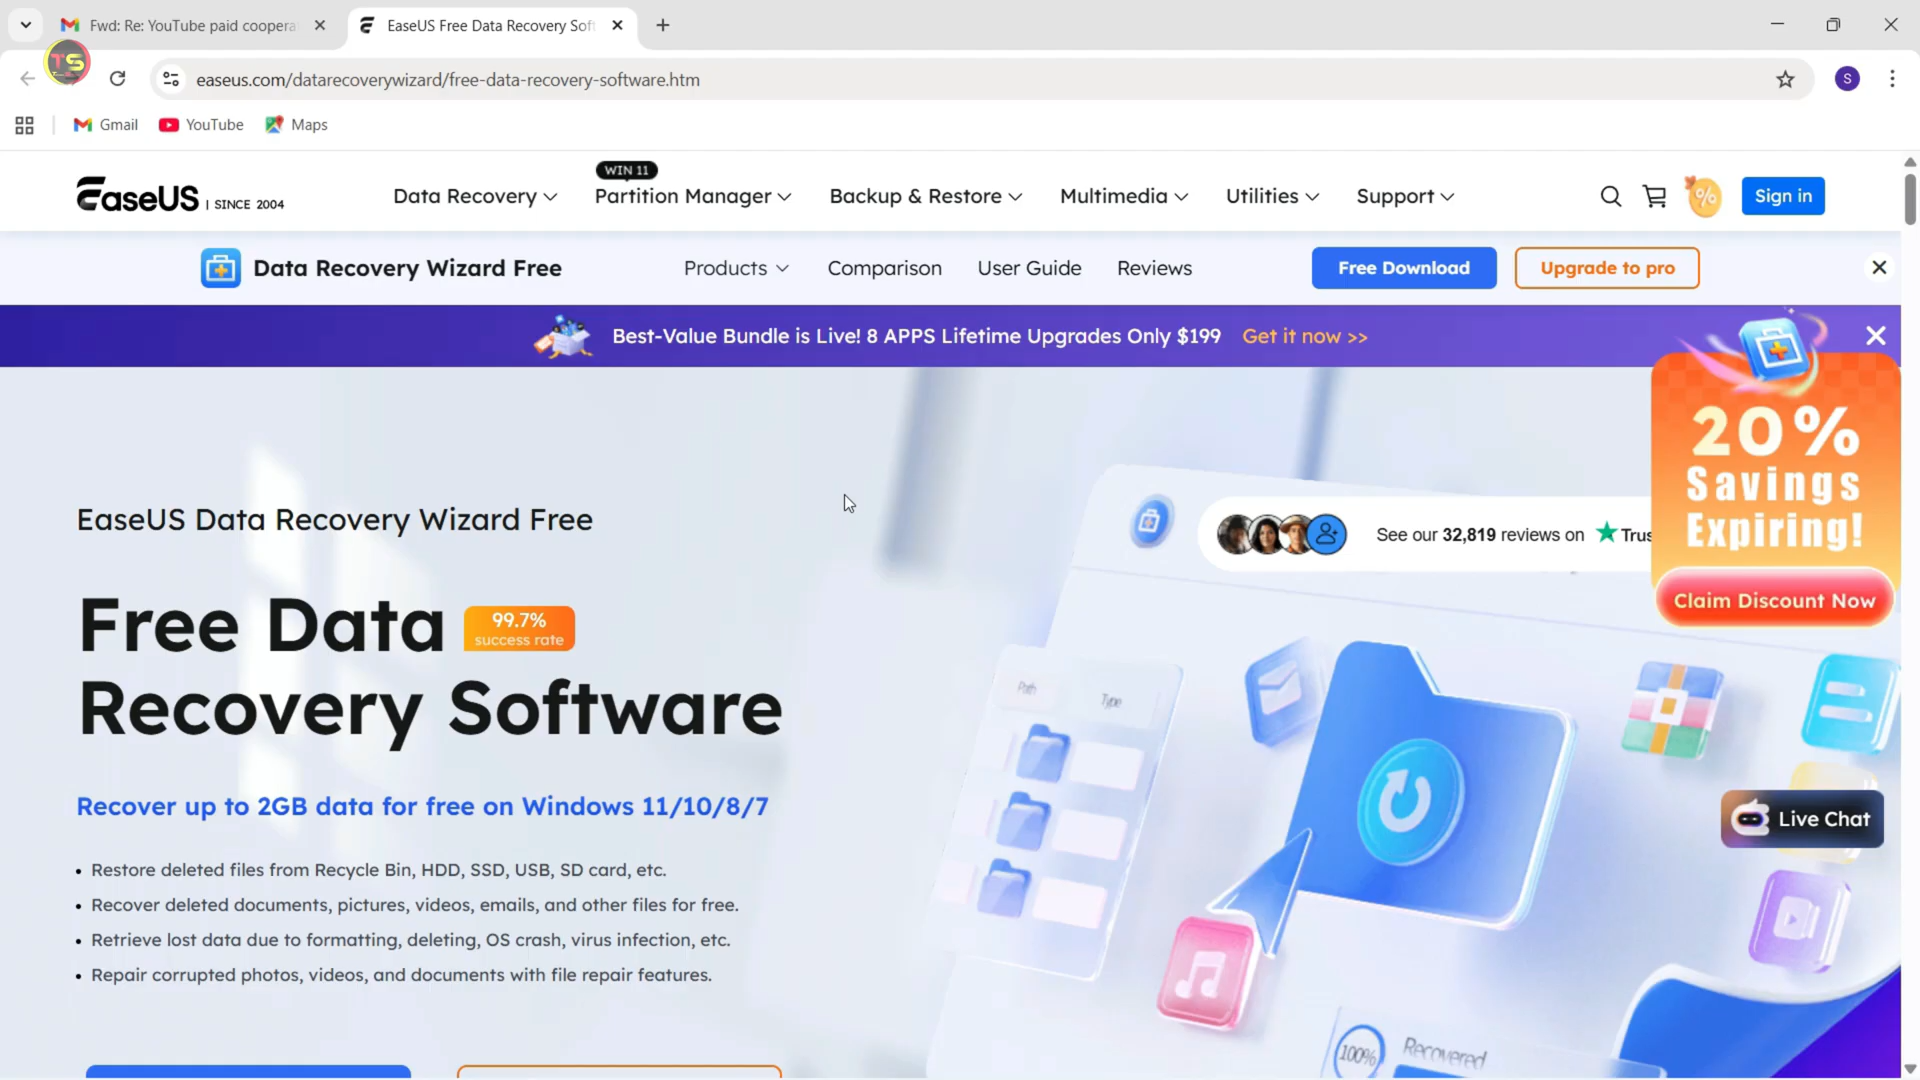 Fwd: Re: YouTube paid coopera
EaseUS Free Data Recovery Sof
TS
easeus.com/datarecoverywizard/free-data-recovery-software.htm
S
Gmail
YouTube
Maps
WIN 11
EaseUS | SINCE 2004
Data Recovery
Partition Manager
Backup & Restore
Multimedia
Utilities
Support
%
Sign in
Data Recovery Wizard Free
Products
Comparison
User Guide
Reviews
Free Download
Upgrade to pro
Best-Value Bundle is Live! 8 APPS Lifetime Upgrades Only $199 Get it now >>
20%
Savings
Expiring!
Claim Discount Now
EaseUS Data Recovery Wizard Free
See our 32,819 reviews on Trus
Free Data
99.7%
success rate
Recovery Software
Path
Type
Recover up to 2GB data for free on Windows 11/10/8/7
Live Chat
• Restore deleted files from Recycle Bin, HDD, SSD, USB, SD card, etc.
• Recover deleted documents, pictures, videos, emails, and other files for free.
• Retrieve lost data due to formatting, deleting, OS crash, virus infection, etc.
• Repair corrupted photos, videos, and documents with file repair features.
100%
Recovered